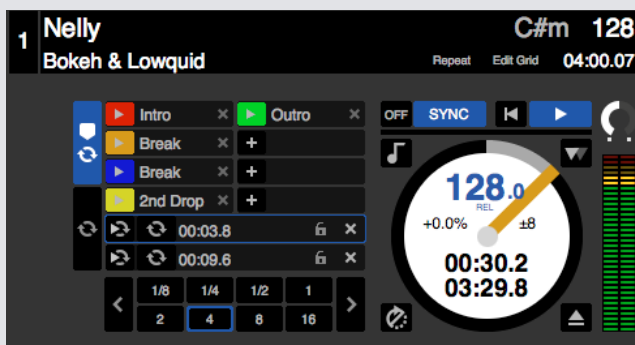 1 Nelly C#m 128
Bokeh & Lowquid Repeat Edit Grid 04:00.07
Intro Outro OFF SYNC
Break
Break
2nd Drop
128.0
REL
+0.0% ±8
00:03.8
00:09.6
00:30.2
03:29.8
1/8 1/4 1/2 1
2 4 8 16